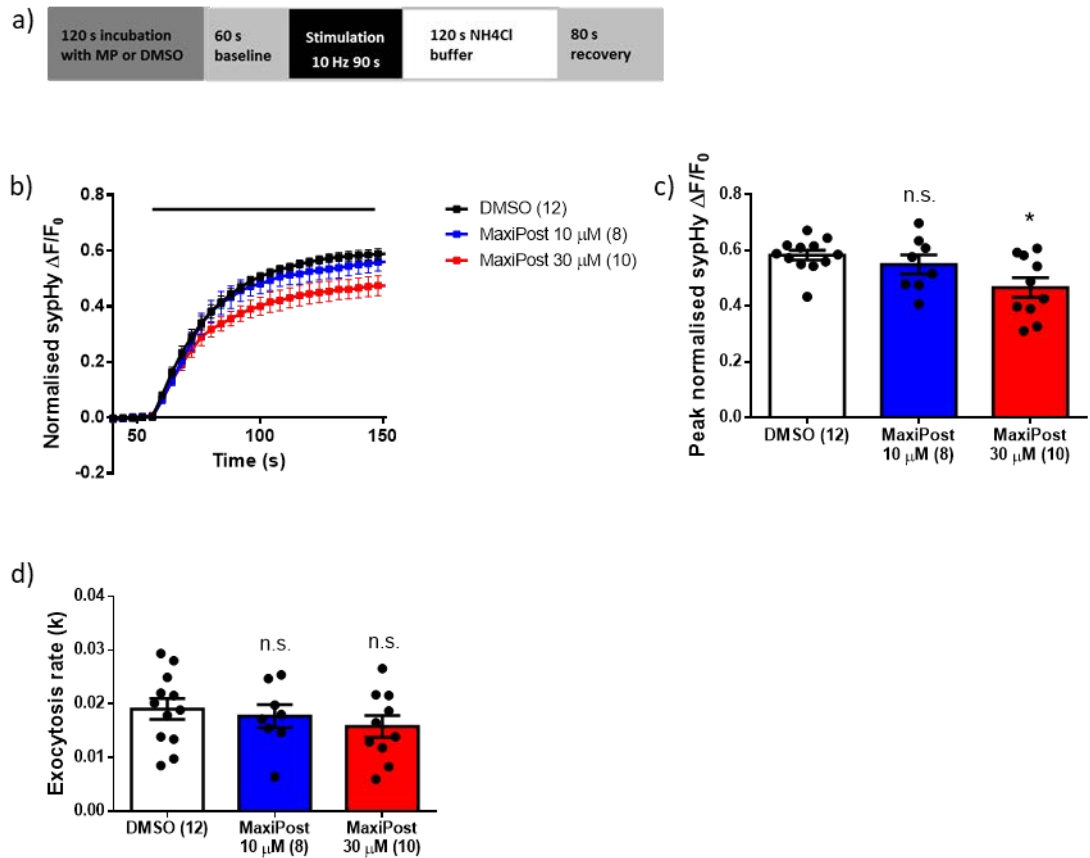 a)
120 s incubation
with MP or DMSO
60 s
baseline
Stimulation
10 Hz 90 s
120 s NH4Cl
buffer
80 s
recovery
b)
Normalised sypHy ΔF/F₀
0.8
0.6
0.4
0.2
0.0
-0.2
50
100
150
Time (s)
DMSO (12)
MaxiPost 10 μM (8)
MaxiPost 30 μM (10)
c)
Peak normalised sypHy ΔF/F₀
0.8
0.6
0.4
0.2
0.0
n.s.
*
DMSO (12)
MaxiPost
10 μM (8)
MaxiPost
30 μM (10)
d)
Exocytosis rate (k)
0.04
0.03
0.02
0.01
0.00
n.s.
n.s.
DMSO (12)
MaxiPost
10 μM (8)
MaxiPost
30 μM (10)